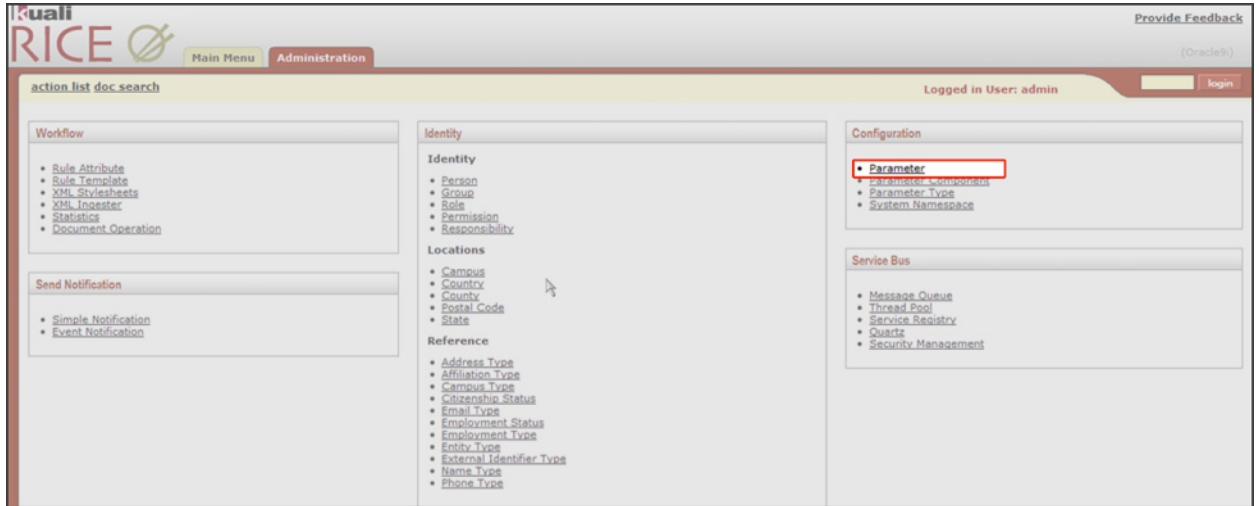 Kuali
RICE
Provide Feedback
(Oracle9i)
Main Menu
Administration
action list doc search
Logged in User: admin
login
Workflow
• Rule Attribute
• Rule Template
• XML Stylesheets
• XML Ingester
• Statistics
• Document Operation
Send Notification
• Simple Notification
• Event Notification
Identity
Identity
• Person
• Group
• Role
• Permission
• Responsibility
Locations
• Campus
• Country
• County
• Postal Code
• State
Reference
• Address Type
• Affiliation Type
• Campus Type
• Citizenship Status
• Email Type
• Employment Status
• Employment Type
• Entity Type
• External Identifier Type
• Name Type
• Phone Type
Configuration
• Parameter
• Parameter Component
• Parameter Type
• System Namespace
Service Bus
• Message Queue
• Thread Pool
• Service Registry
• Quartz
• Security Management